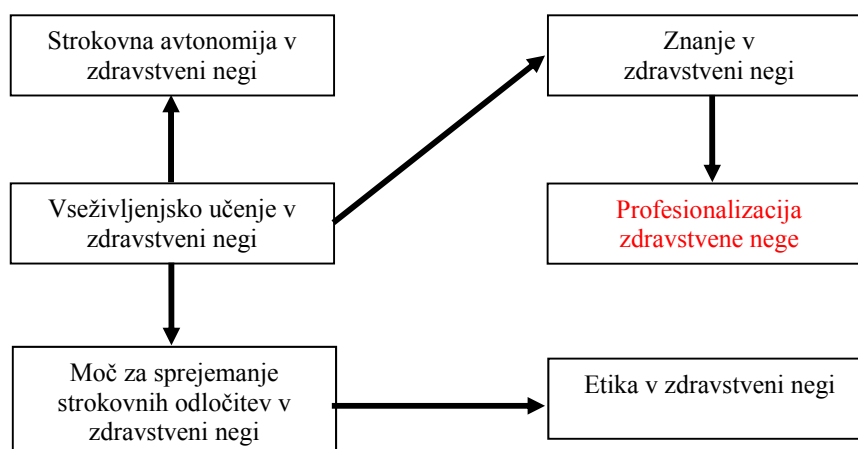 Strokovna avtonomija v
zdravstveni negi
Znanje v
zdravstveni negi
Vseživljenjsko učenje v
zdravstveni negi
Profesionalizacija
zdravstvene nege
Moč za sprejemanje
strokovnih odločitev v
zdravstveni negi
Etika v zdravstveni negi